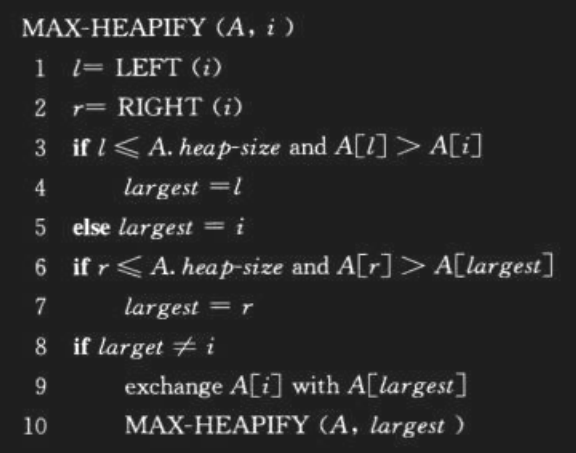 MAX-HEAPIFY (A, i )
1 l= LEFT (i)
2 r= RIGHT (i)
3 if l ⩽ A. heap-size and A[l] > A[i]
4 largest =l
5 else largest = i
6 if r ⩽ A. heap-size and A[r] > A[largest]
7 largest = r
8 if larget ≠ i
9 exchange A[i] with A[largest]
10 MAX-HEAPIFY (A, largest )